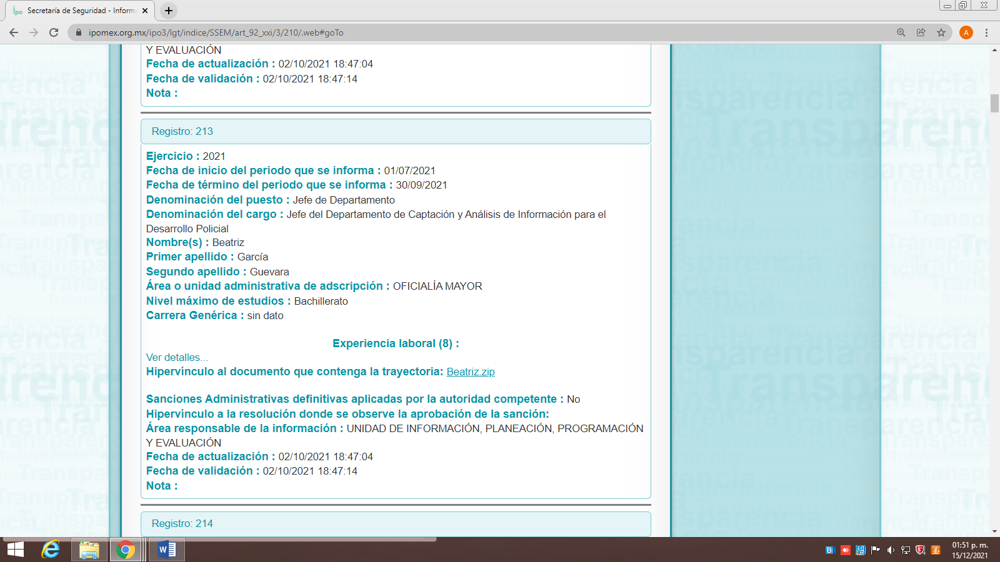 Secretaría de Seguridad - Inform
ipomex.org.mx/ipo3/lgt/indice/SSEM/art_92_xxi/3/210/.web#goTo
A
Y EVALUACIÓN
Fecha de actualización : 02/10/2021 18:47:04
Fecha de validación : 02/10/2021 18:47:14
Nota :
Registro: 213
Ejercicio : 2021
Fecha de inicio del periodo que se informa : 01/07/2021
Fecha de término del periodo que se informa : 30/09/2021
Denominación del puesto : Jefe de Departamento
Denominación del cargo : Jefe del Departamento de Captación y Análisis de Información para el
Desarrollo Policial
Nombre(s) : Beatriz
Primer apellido : García
Segundo apellido : Guevara
Área o unidad administrativa de adscripción : OFICIALÍA MAYOR
Nivel máximo de estudios : Bachillerato
Carrera Genérica : sin dato
Experiencia laboral (8) :
Ver detalles...
Hipervínculo al documento que contenga la trayectoria: Beatriz.zip
Sanciones Administrativas definitivas aplicadas por la autoridad competente : No
Hipervínculo a la resolución donde se observe la aprobación de la sanción:
Área responsable de la información : UNIDAD DE INFORMACIÓN, PLANEACIÓN, PROGRAMACIÓN
Y EVALUACIÓN
Fecha de actualización : 02/10/2021 18:47:04
Fecha de validación : 02/10/2021 18:47:14
Nota :
Registro: 214
01:51 p. m.
15/12/2021